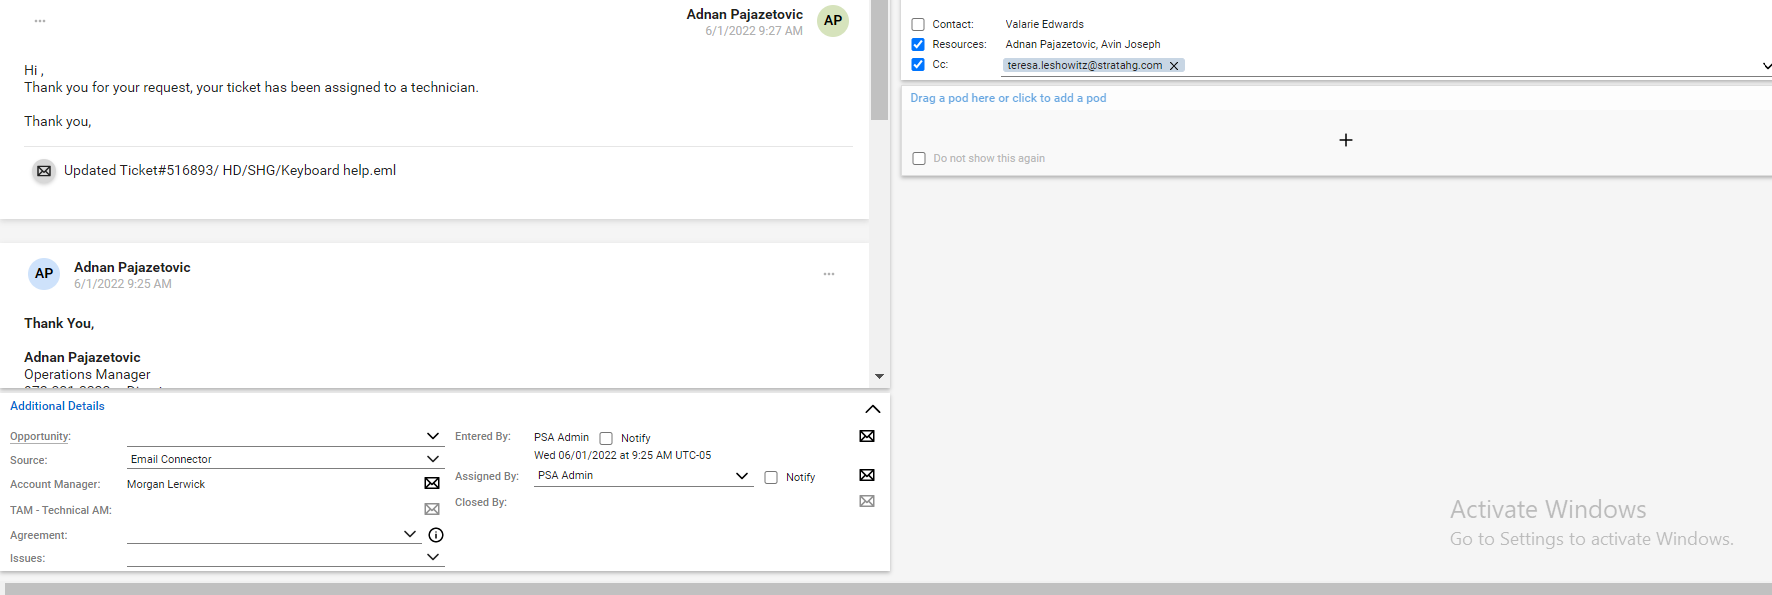 Adnan Pajazetovic
AP
6/1/2022 9:27 AM
Hi ,
Thank you for your request, your ticket has been assigned to a technician.
Thank you,
Updated Ticket#516893/ HD/SHG/Keyboard help.eml
AP
Adnan Pajazetovic
6/1/2022 9:25 AM
Thank You,
Adnan Pajazetovic
Operations Manager
Additional Details
Opportunity:
Source: Email Connector
Account Manager: Morgan Lerwick
TAM - Technical AM:
Agreement:
Issues:
Entered By: PSA Admin Notify
Wed 06/01/2022 at 9:25 AM UTC-05
Assigned By: PSA Admin Notify
Closed By:
Contact: Valarie Edwards
Resources: Adnan Pajazetovic, Avin Joseph
Cc: teresa.leshowitz@stratahg.com
Drag a pod here or click to add a pod
Do not show this again
Activate Windows
Go to Settings to activate Windows.